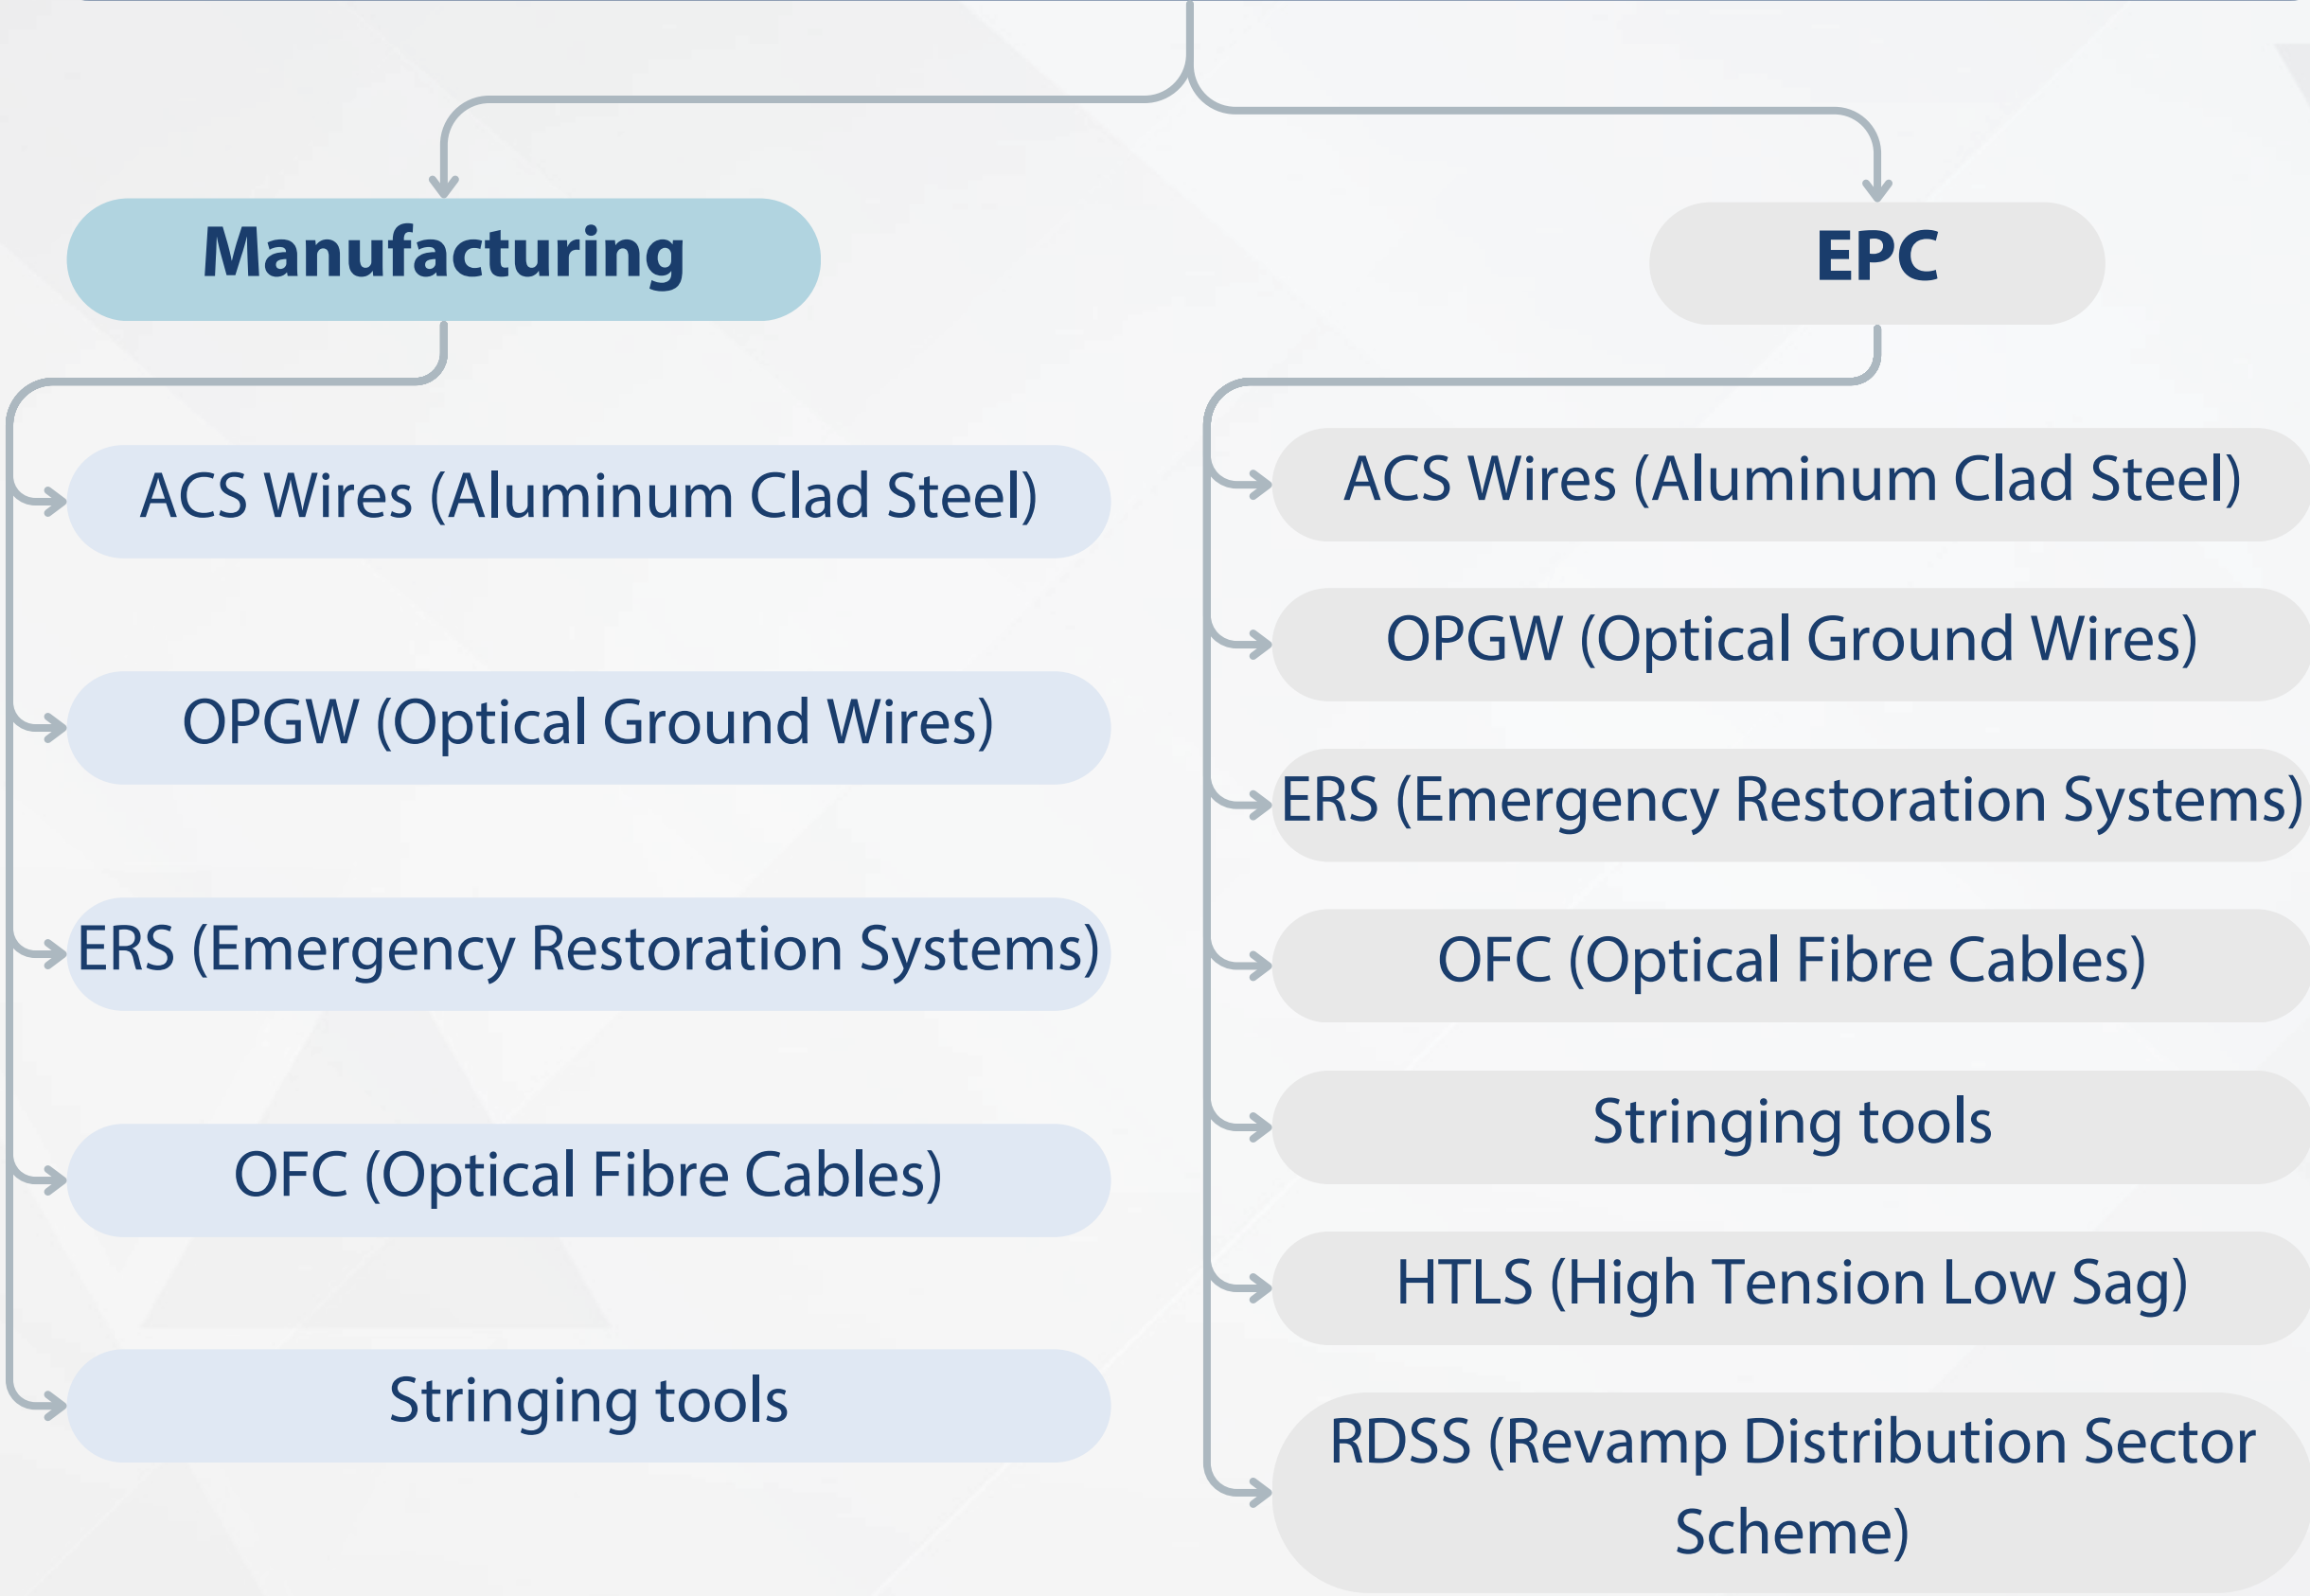 Manufacturing
ACS Wires (Aluminum Clad Steel)
OPGW (Optical Ground Wires)
ERS (Emergency Restoration Systems)
OFC (Optical Fibre Cables)
Stringing tools
EPC
ACS Wires (Aluminum Clad Steel)
OPGW (Optical Ground Wires)
ERS (Emergency Restoration Systems)
OFC (Optical Fibre Cables)
Stringing tools
HTLS (High Tension Low Sag)
RDSS (Revamp Distribution Sector
Scheme)